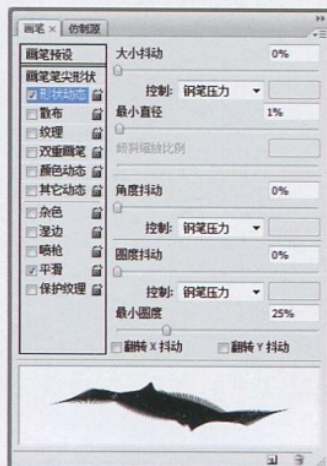 画笔 × 仿制源
画笔预设
画笔笔尖形状
形状动态
散布
纹理
双重画笔
颜色动态
其它动态
杂色
湿边
喷枪
平滑
保护纹理
大小抖动 0%
控制: 钢笔压力
最小直径 1%
倾斜缩放比例
角度抖动 0%
控制: 钢笔压力
圆度抖动 0%
控制: 钢笔压力
最小圆度 25%
翻转 X 抖动 翻转 Y 抖动